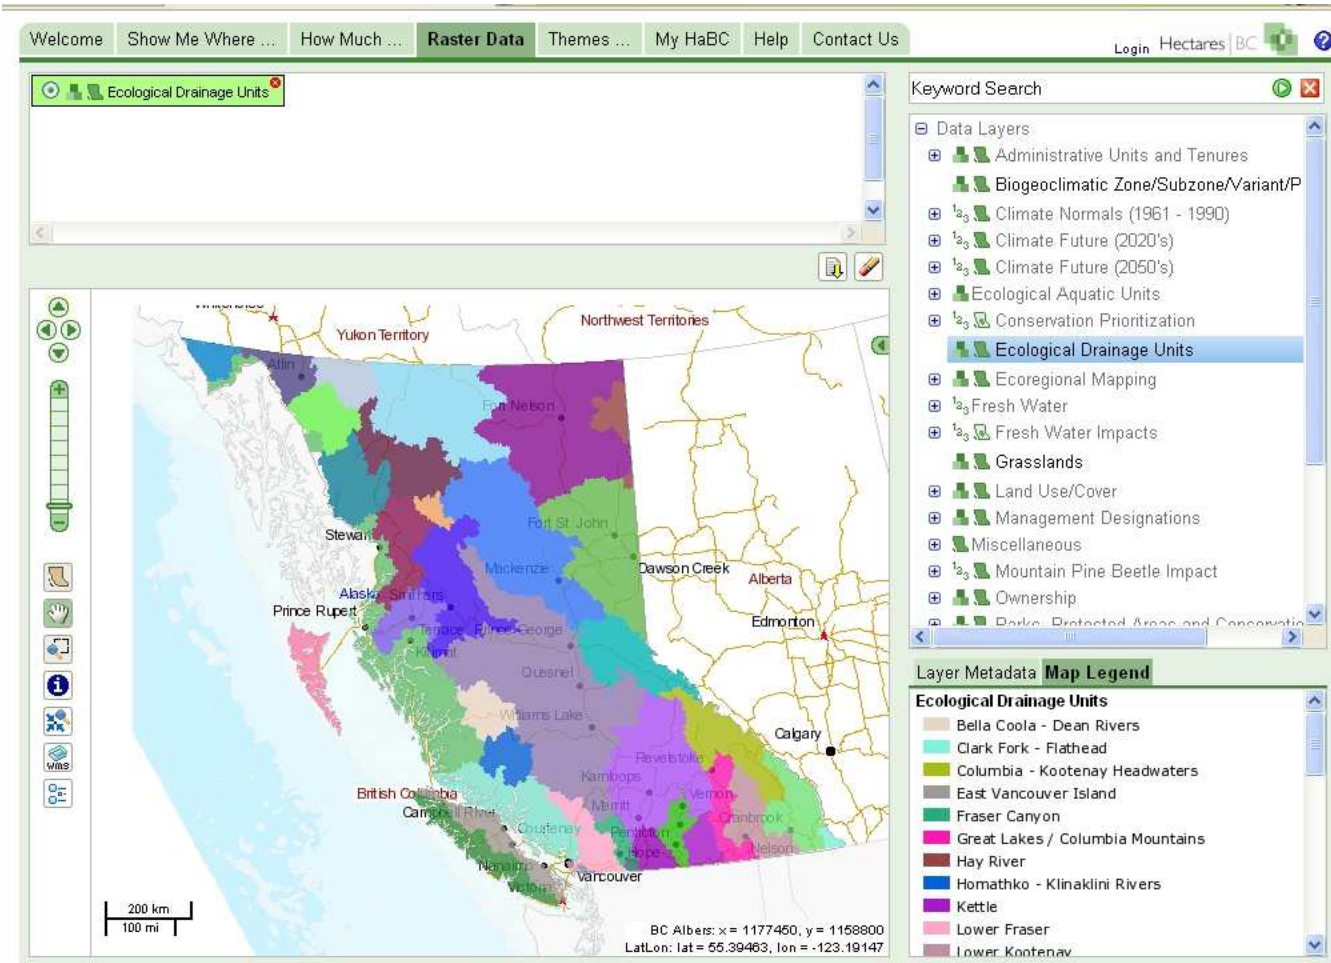 Welcome Show Me Where ... How Much ... Raster Data Themes ... My HaBC Help Contact Us
Login Hectares BC
Ecological Drainage Units
Keyword Search
Data Layers
Administrative Units and Tenures
Biogeoclimatic Zone/Subzone/Variant/P
Climate Normals (1961 - 1990)
Climate Future (2020's)
Climate Future (2050's)
Ecological Aquatic Units
Conservation Prioritization
Ecological Drainage Units
Ecoregional Mapping
Fresh Water
Fresh Water Impacts
Grasslands
Land Use/Cover
Management Designations
Miscellaneous
Mountain Pine Beetle Impact
Ownership
Parks, Protected Areas and Conservatio
Layer Metadata Map Legend
Ecological Drainage Units
Bella Coola - Dean Rivers
Clark Fork - Flathead
Columbia - Kootenay Headwaters
East Vancouver Island
Fraser Canyon
Great Lakes / Columbia Mountains
Hay River
Homathko - Klinaklini Rivers
Kettle
Lower Fraser
Lower Kootenay
wms
Yukon Territory
Northwest Territories
Atlin
Fort Nelson
Fort St. John
Stewart
Dawson Creek
Mackenzie
Alberta
Alaska
Smithers
Prince Rupert
Edmonton
Terrace
Prince George
Kitimat
Quesnel
Williams Lake
Calgary
Revelstoke
Kamloops
British Columbia
Vernon
Merritt
Campbell River
Cranbrook
Courtenay
Penticton
Nelson
Hope
Nanaimo
Vancouver
Victoria
200 km
100 mi
BC Albers: x = 1177450, y = 1158800
LatLon: lat = 55.39463, lon = -123.19147